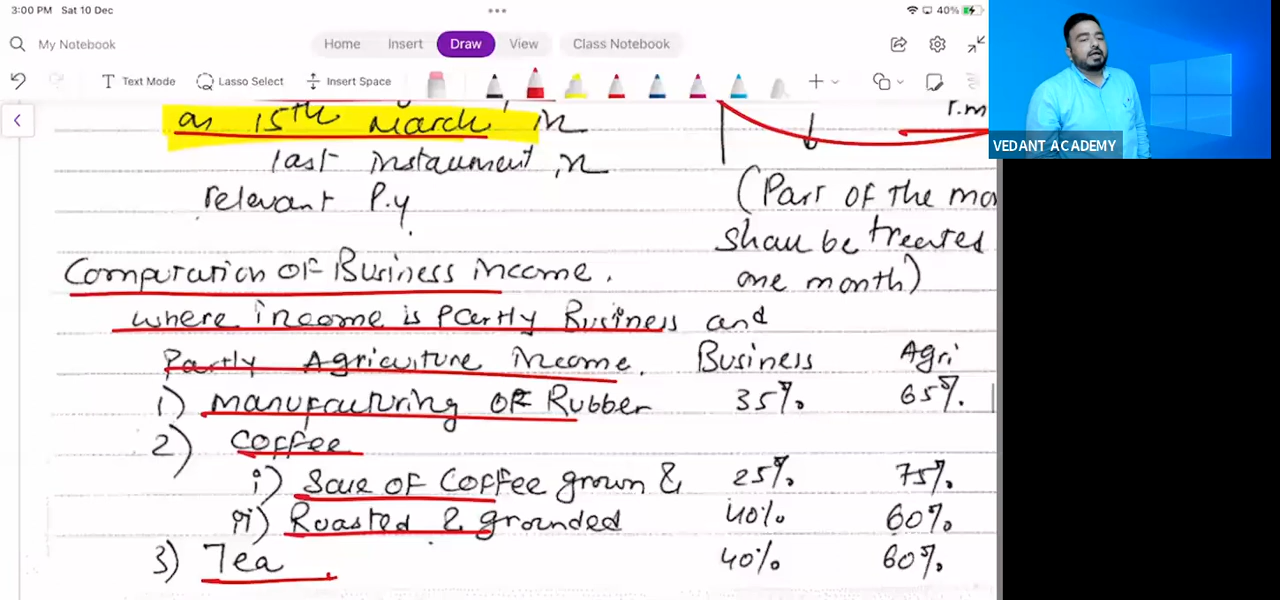 3:00 PM Sat 10 Dec
40%
My Notebook
Home Insert Draw View Class Notebook
Text Mode Lasso Select Insert Space
VEDANT ACADEMY
on 15th March in
last instaument in
relevant P.y
r.m
(Part of the mo
shall be treated
one month)
Computation of Business income.
where income is Partly Business and
Partly Agriculture income. Business Agri
i) manufacturing of Rubber 35% 65%.
2) Coffee
i) Sale of Coffee grown & 25% 75%
ii) Roasted & grounded 40% 60%
3) Tea 40% 60%